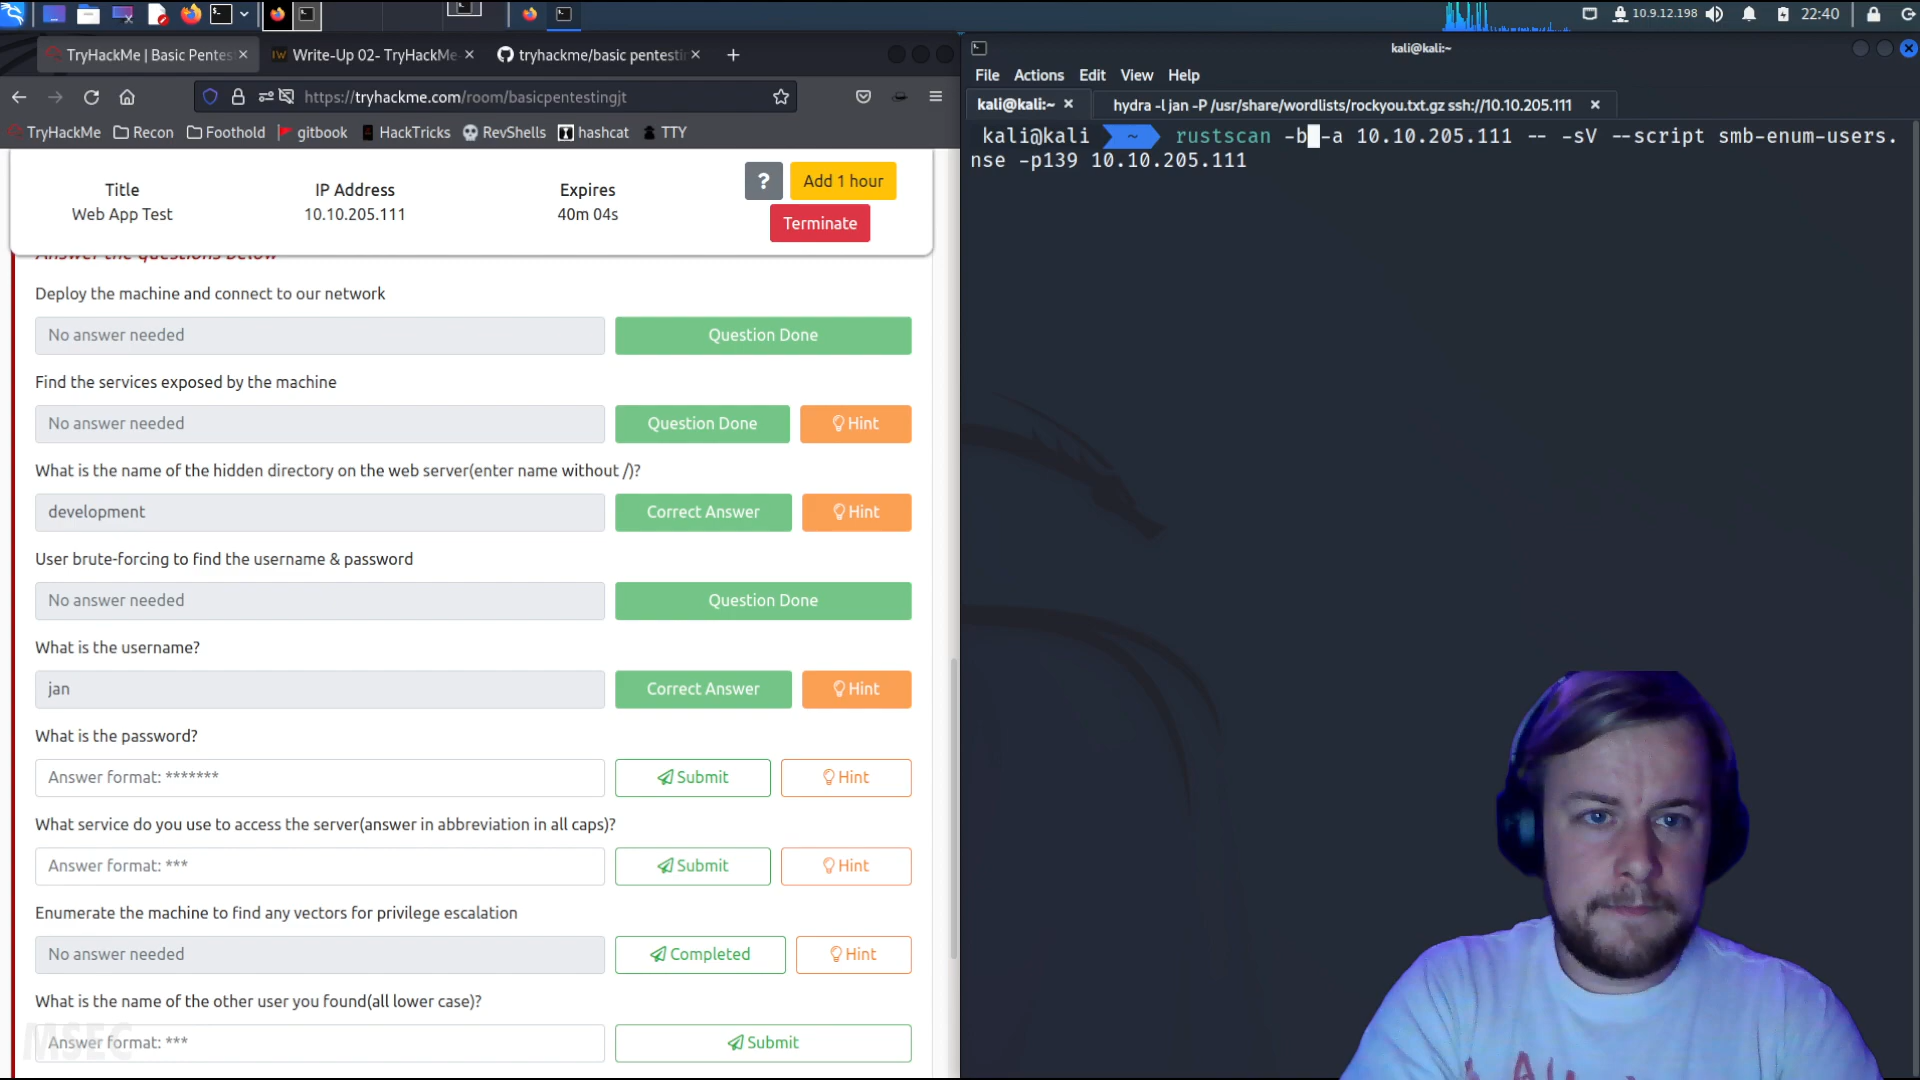 10.9.12.198
22:40
TryHackMe | Basic Pentes
Write-Up 02- TryHackMe-
tryhackme/basic pentesti
https://tryhackme.com/room/basicpentestingjt
TryHackMe
Recon
Foothold
gitbook
HackTricks
RevShells
hashcat
TTY
Title
Web App Test
IP Address
10.10.205.111
Expires
40m 04s
?
Add 1 hour
Terminate
Answer the questions below
Deploy the machine and connect to our network
No answer needed
Question Done
Find the services exposed by the machine
No answer needed
Question Done
Hint
What is the name of the hidden directory on the web server(enter name without /)?
development
Correct Answer
Hint
User brute-forcing to find the username & password
No answer needed
Question Done
What is the username?
jan
Correct Answer
Hint
What is the password?
Answer format: *******
Submit
Hint
What service do you use to access the server(answer in abbreviation in all caps)?
Answer format: ***
Submit
Hint
Enumerate the machine to find any vectors for privilege escalation
No answer needed
Completed
Hint
What is the name of the other user you found(all lower case)?
Answer format: ***
Submit
MSEC
kali@kali:~
File Actions Edit View Help
kali@kali:~
hydra -l jan -P /usr/share/wordlists/rockyou.txt.gz ssh://10.10.205.111
kali@kali ~ rustscan -b -a 10.10.205.111 -- -sV --script smb-enum-users.
nse -p139 10.10.205.111